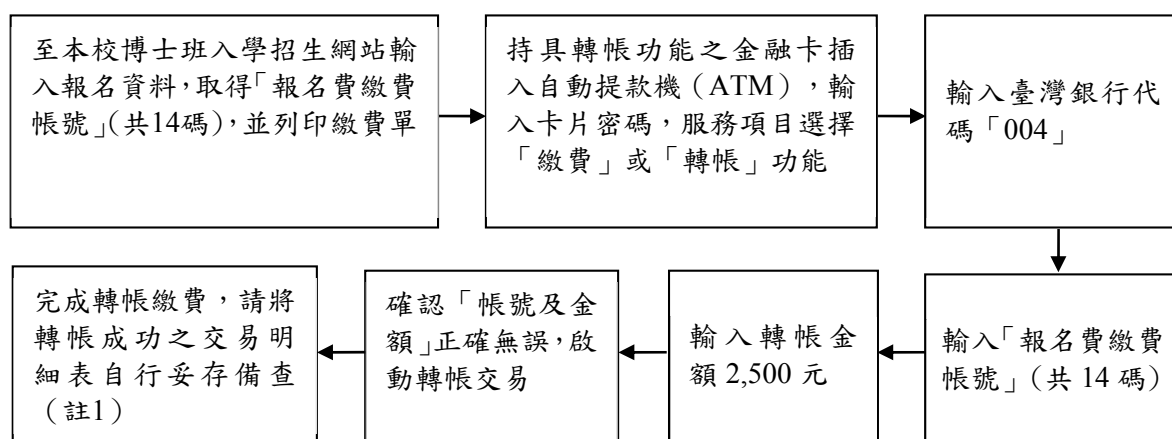 至本校博士班入學招生網站輸
入報名資料，取得「報名費繳費
帳號」（共14碼），並列印繳費單
持具轉帳功能之金融卡插
入自動提款機（ATM），輸
入卡片密碼，服務項目選擇
「繳費」或「轉帳」功能
輸入臺灣銀行代
碼「004」
輸入「報名費繳費
帳號」（共 14 碼）
輸入轉帳金
額 2,500 元
確認「帳號及金
額」正確無誤，啟
動轉帳交易
完成轉帳繳費，請將
轉帳成功之交易明
細表自行妥存備查
（註1）